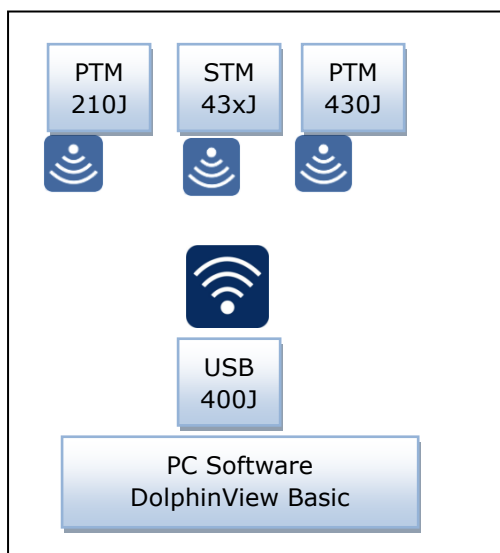 PTM
210J
STM
43xJ
PTM
430J
USB
400J
PC Software
DolphinView Basic